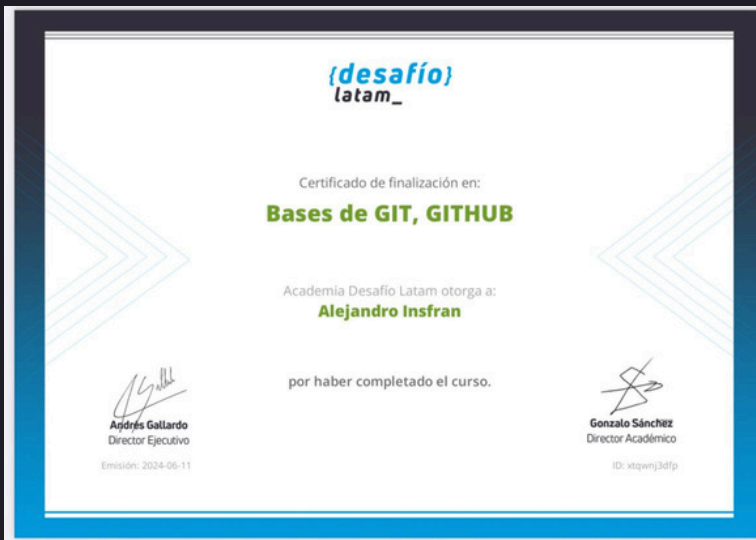 {desafío}
latam_
Certificado de finalización en:
Bases de GIT, GITHUB
Academia Desafío Latam otorga a:
Alejandro Insfran
por haber completado el curso.
Andrés Gallardo
Director Ejecutivo
Emisión: 2024-06-11
Gonzalo Sánchez
Director Académico
ID: xtqwnj3dfp